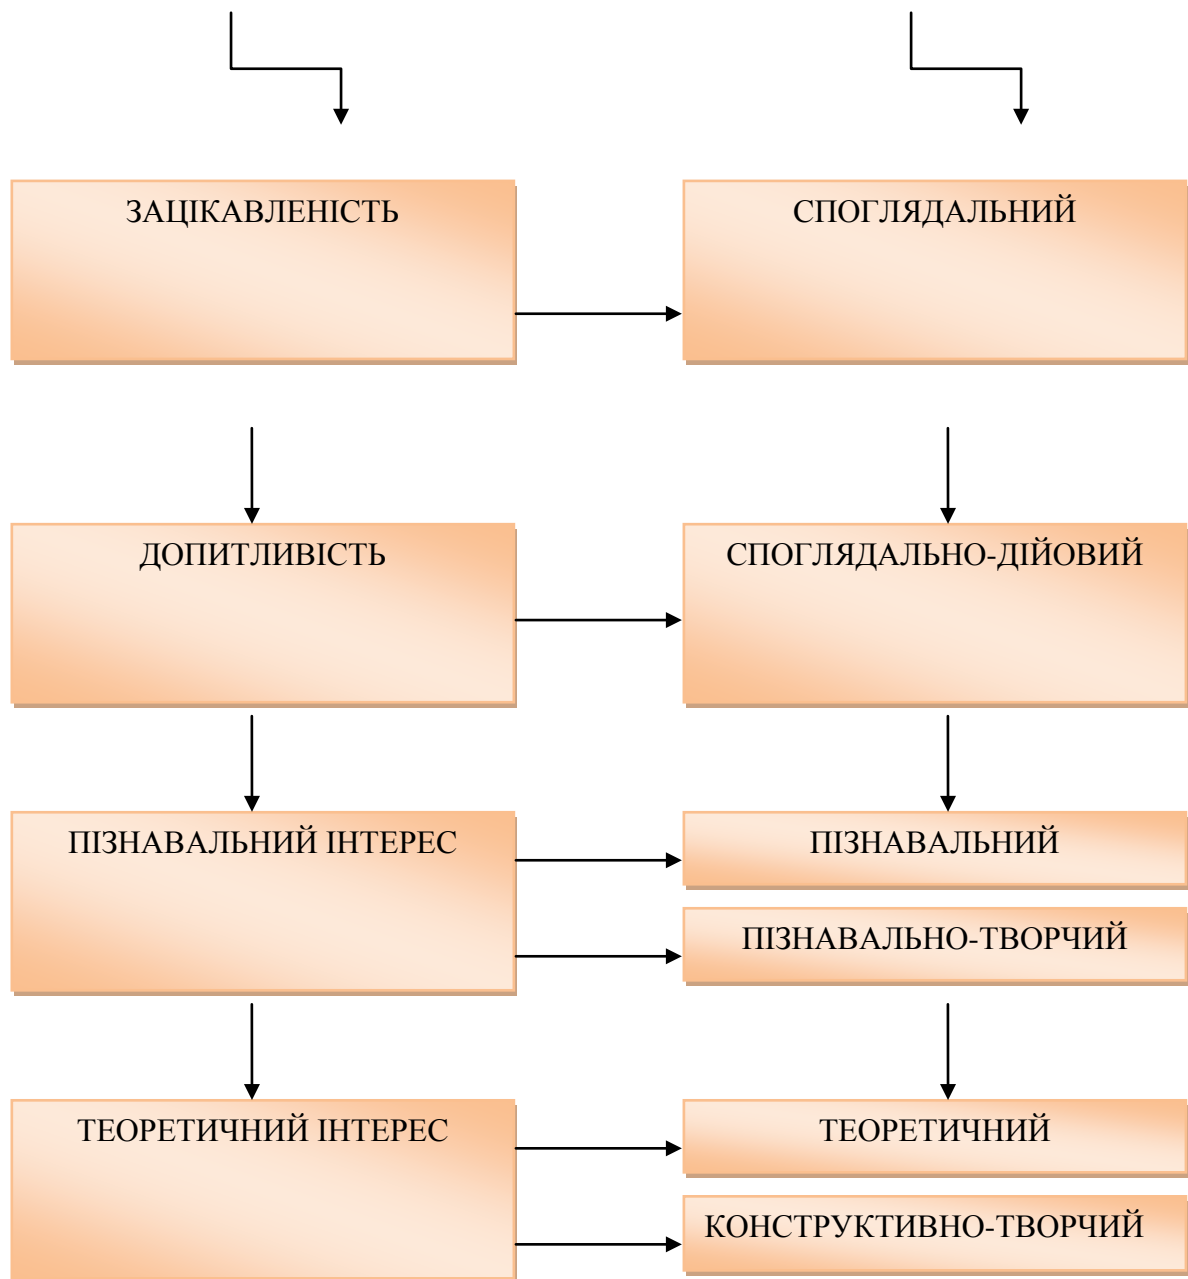 ЗАЦІКАВЛЕНІСТЬ
СПОГЛЯДАЛЬНИЙ
ДОПИТЛИВІСТЬ
СПОГЛЯДАЛЬНО-ДІЙОВИЙ
ПІЗНАВАЛЬНИЙ ІНТЕРЕС
ПІЗНАВАЛЬНИЙ
ПІЗНАВАЛЬНО-ТВОРЧИЙ
ТЕОРЕТИЧНИЙ ІНТЕРЕС
ТЕОРЕТИЧНИЙ
КОНСТРУКТИВНО-ТВОРЧИЙ